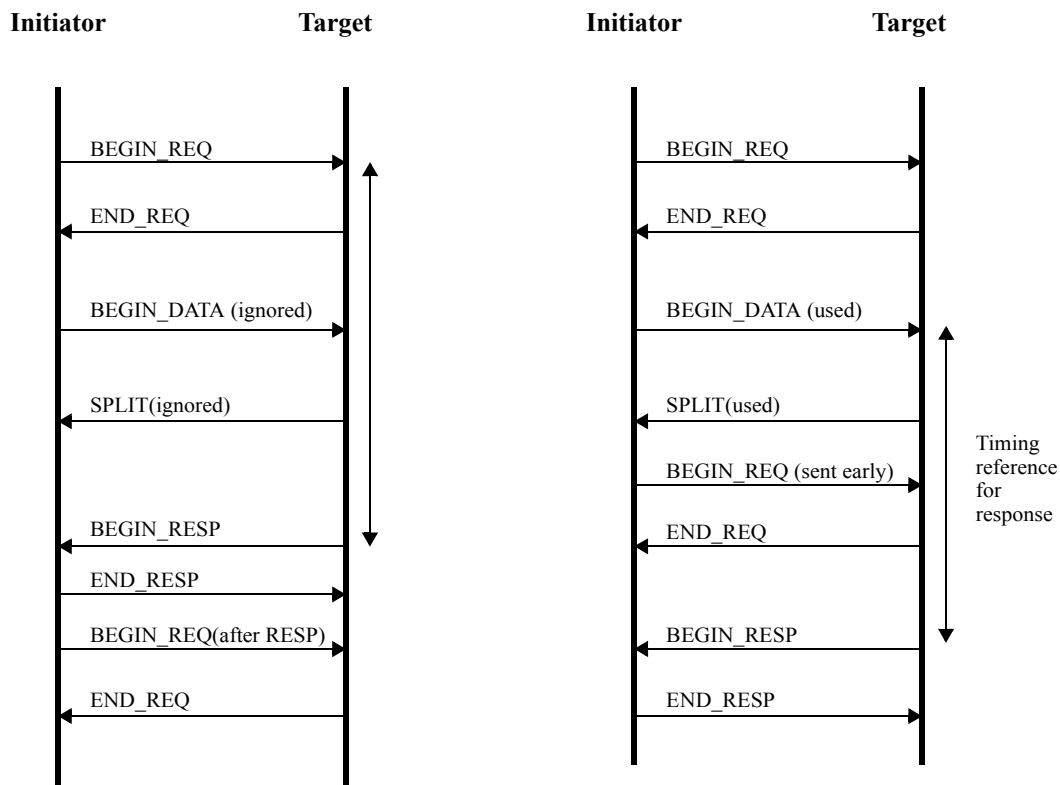 Initiator
Target
BEGIN_REQ
END_REQ
BEGIN_DATA (ignored)
SPLIT(ignored)
BEGIN_RESP
END_RESP
BEGIN_REQ(after RESP)
END_REQ
Initiator
Target
BEGIN_REQ
END_REQ
BEGIN_DATA (used)
SPLIT(used)
BEGIN_REQ (sent early)
END_REQ
BEGIN_RESP
END_RESP
Timing
reference
for
response